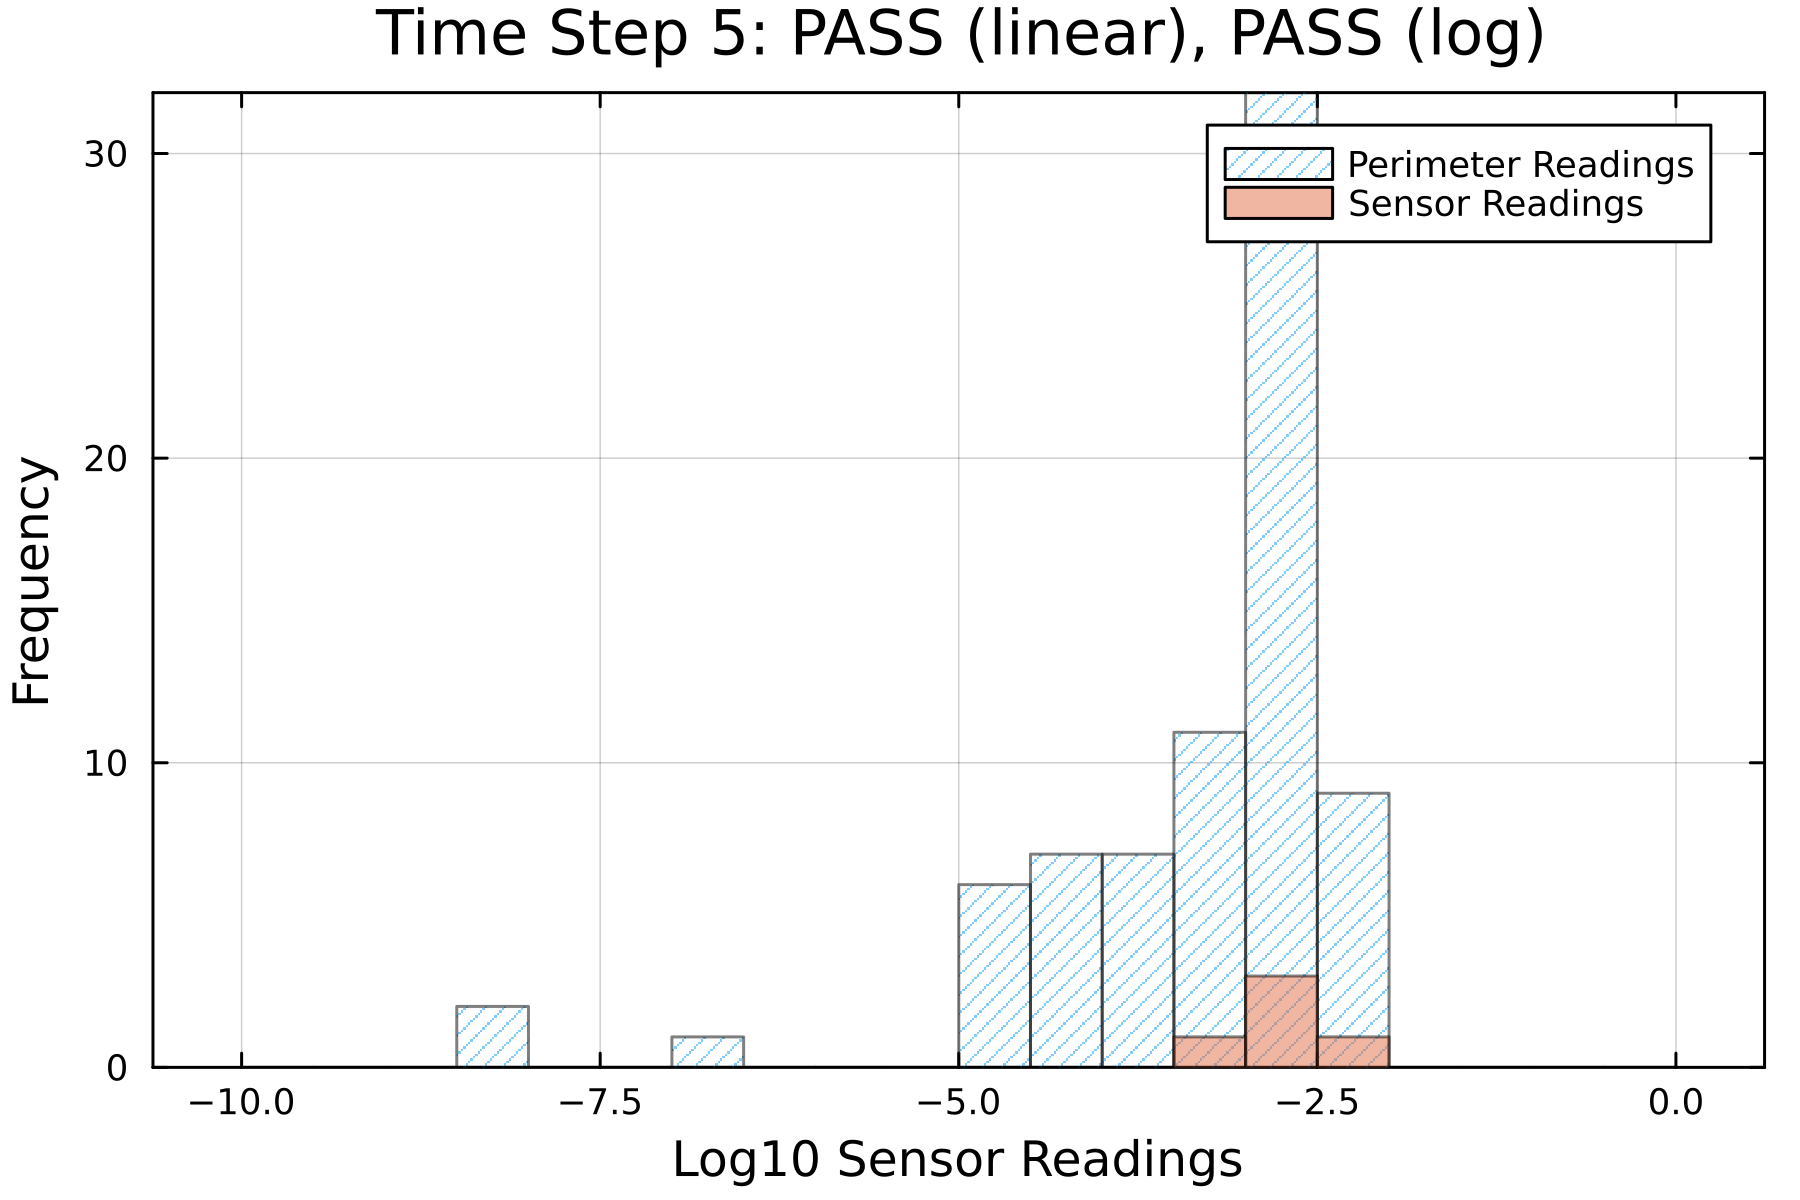 Time Step 5: PASS (linear), PASS (log)
30
20
10
0
Frequency
Perimeter Readings
Sensor Readings
−10.0 −7.5 −5.0 −2.5 0.0
Log10 Sensor Readings